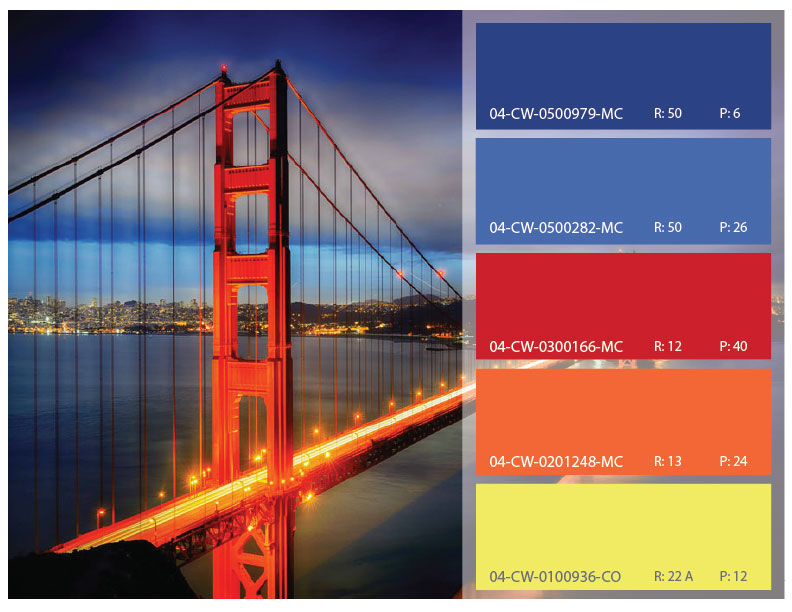 04-CW-0500979-MC R: 50 P: 6
04-CW-0500282-MC R: 50 P: 26
04-CW-0300166-MC R: 12 P: 40
04-CW-0201248-MC R: 13 P: 24
04-CW-0100936-CO R: 22 A P: 12